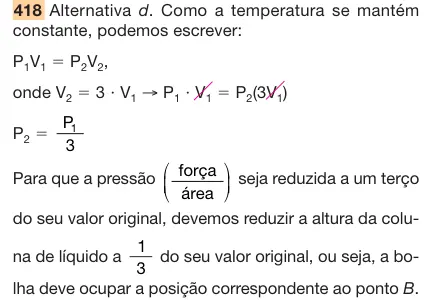 418 Alternativa d. Como a temperatura se mantém
constante, podemos escrever:
P₁V₁ = P₂V₂,
onde V₂ = 3 · V₁ → P₁ · V₁ = P₂(3V₁)
P₂ = P₁/3
Para que a pressão (força/área) seja reduzida a um terço
do seu valor original, devemos reduzir a altura da colu-
na de líquido a 1/3 do seu valor original, ou seja, a bo-
lha deve ocupar a posição correspondente ao ponto B.